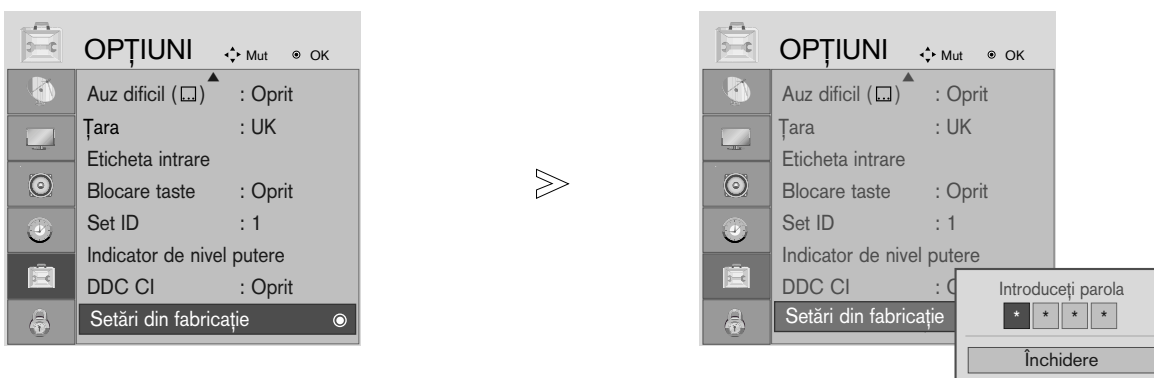 OPȚIUNI Mut OK
Auz dificil ( ) : Oprit
Țara : UK
Eticheta intrare
Blocare taste : Oprit
Set ID : 1
Indicator de nivel putere
DDC CI : Oprit
Setări din fabricație
OPȚIUNI Mut OK
Auz dificil ( ) : Oprit
Țara : UK
Eticheta intrare
Blocare taste : Oprit
Set ID : 1
Indicator de nivel putere
DDC CI :
Setări din fabricație
Introduceți parola
* * * *
Închidere